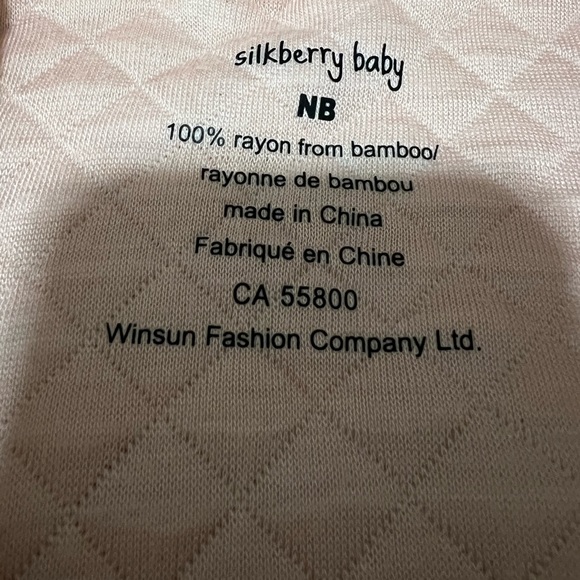 silkberry baby
NB
100% rayon from bamboo/
rayonne de bambou
made in China
Fabriqué en Chine
CA 55800
Winsun Fashion Company Ltd.